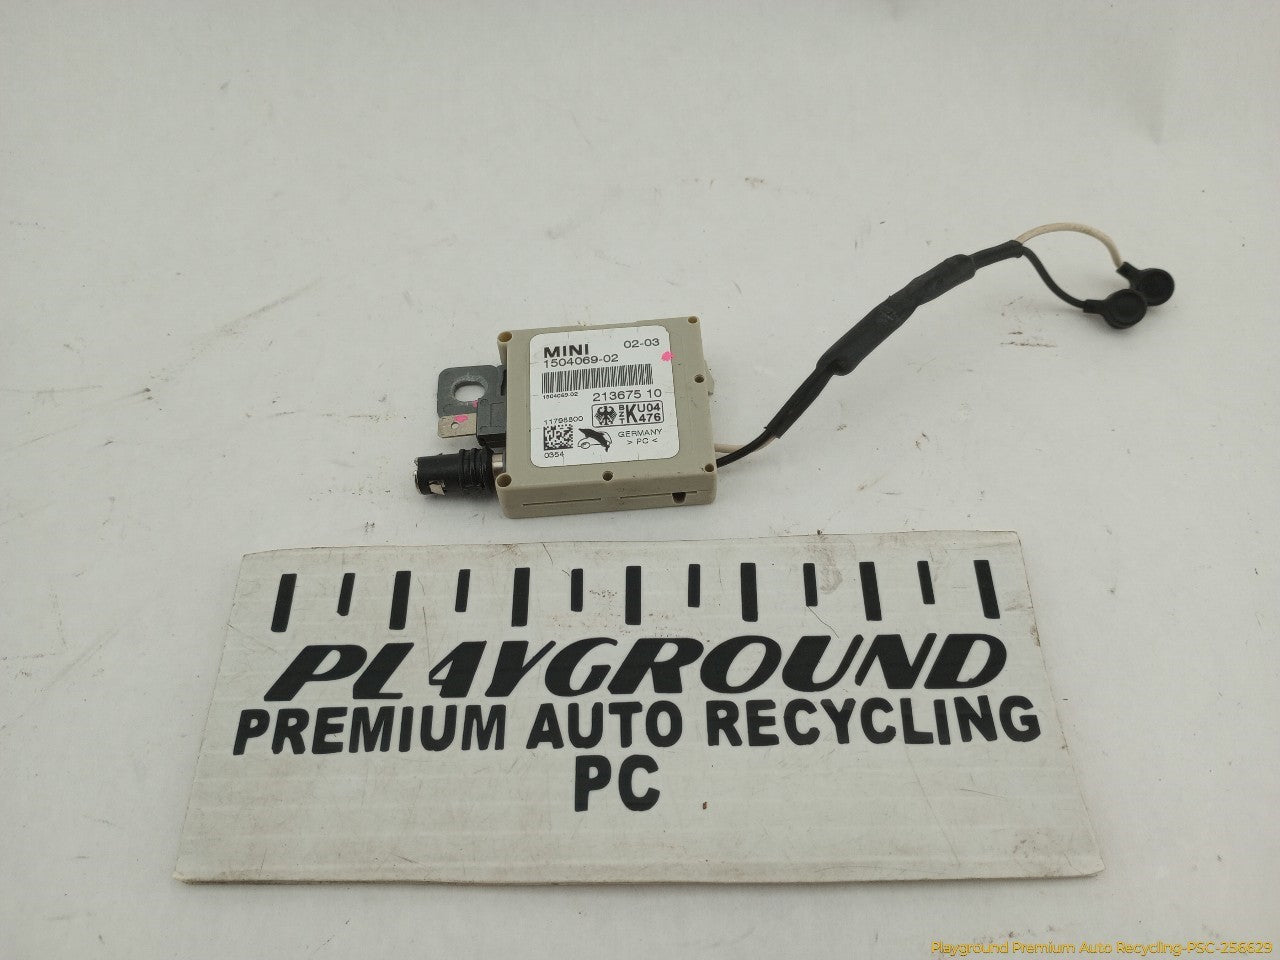 MINI 02-03
1504069-02
1504069.02
213675 10
BZT K U04 476
11798800
GERMANY
> PC <
0354
PL4YGROUND
PREMIUM AUTO RECYCLING
PC
Playground Premium Auto Recycling-PSC-256629